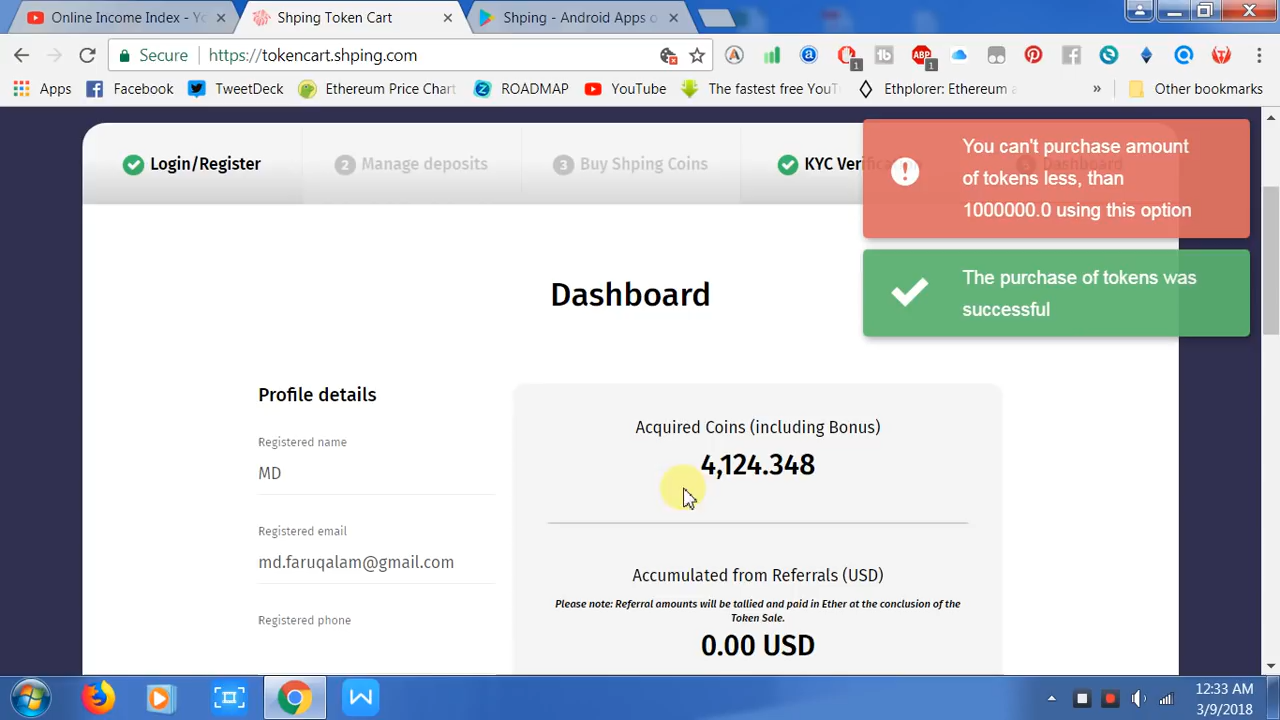 Online Income Index - Y
Shping Token Cart
Shping - Android Apps o
Secure https://tokencart.shping.com
Apps Facebook TweetDeck Ethereum Price Chart ROADMAP YouTube The fastest free YouT Ethplorer: Ethereum » Other bookmarks
Login/Register
2 Manage deposits
3 Buy Shping Coins
KYC Verific
Dashboard
You can't purchase amount
of tokens less, than
1000000.0 using this option
The purchase of tokens was
successful
Dashboard
Profile details
Registered name
MD
Registered email
md.faruqalam@gmail.com
Registered phone
Acquired Coins (including Bonus)
4,124.348
Accumulated from Referrals (USD)
Please note: Referral amounts will be tallied and paid in Ether at the conclusion of the
Token Sale.
0.00 USD
12:33 AM
3/9/2018